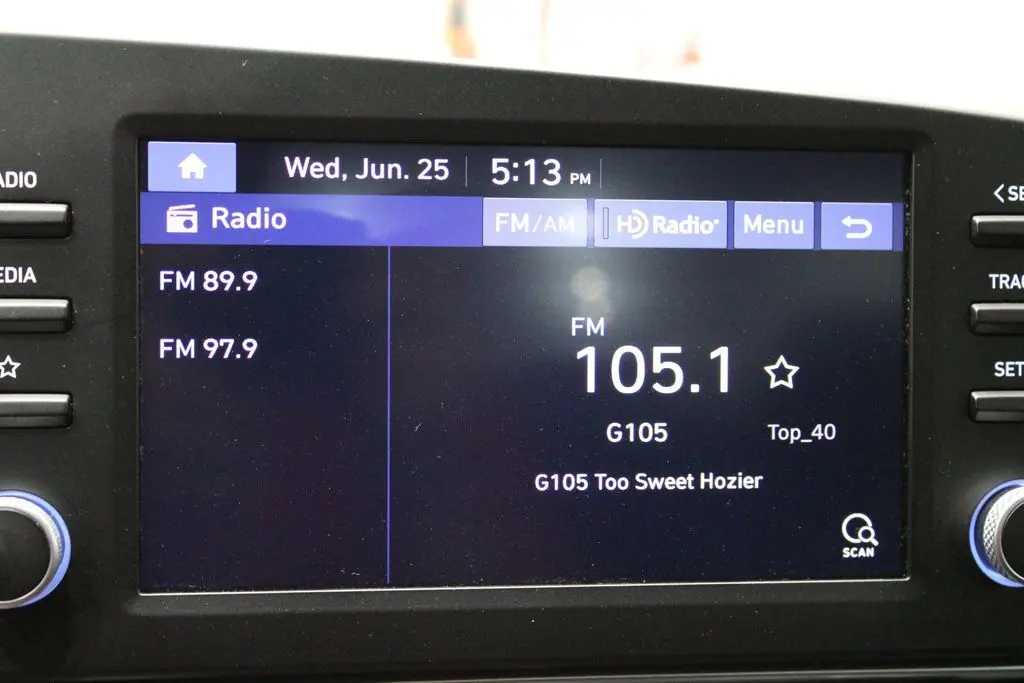 Wed, Jun. 25 5:13 PM
Radio FM/AM HD Radio Menu
FM 89.9
FM 97.9
FM
105.1
G105 Top_40
G105 Too Sweet Hozier
SCAN
ADIO
EDIA
< SE
TRAC
SET